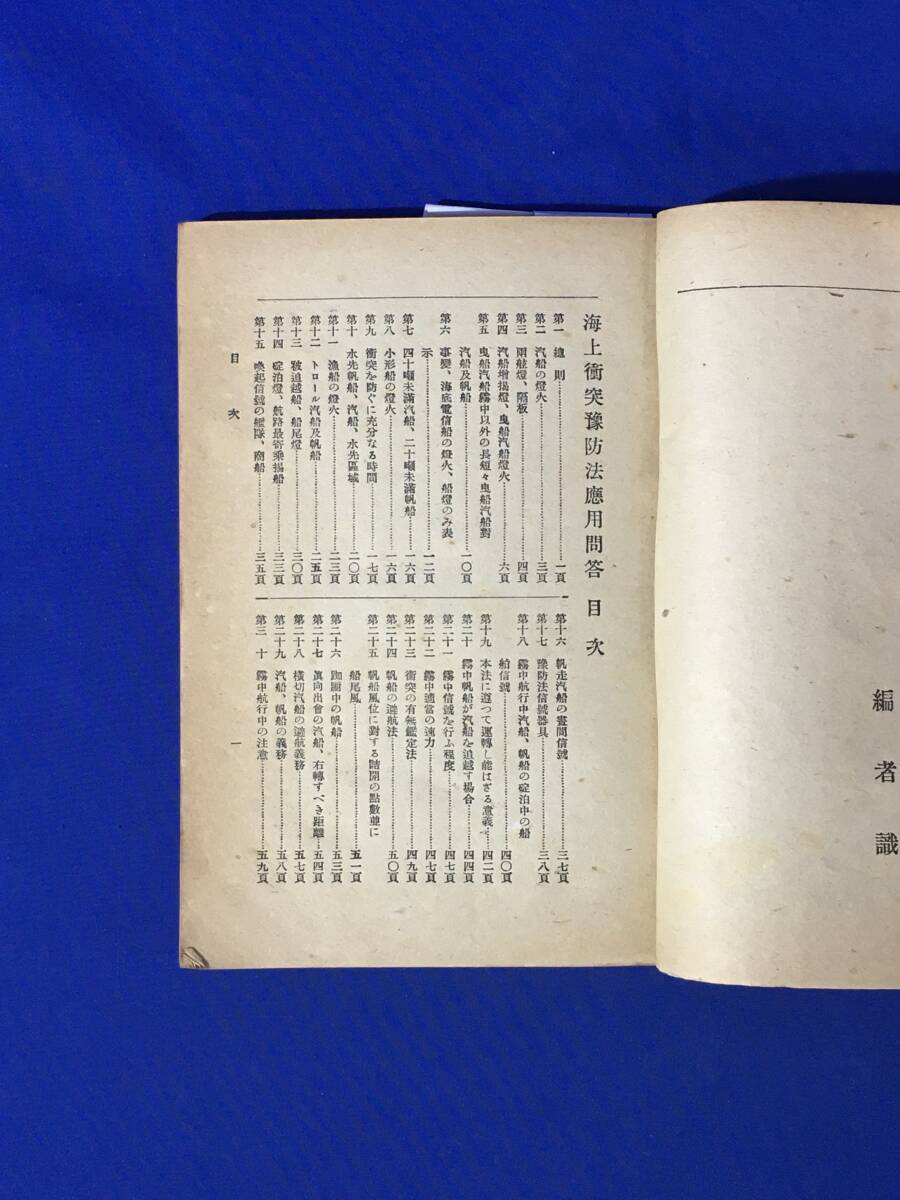 編者識
海上衝突豫防法應用問答 目次
第一 總則……一頁
第二 汽船の燈火……三頁
第三 兩舷燈、隔板……四頁
第四 汽船增揭燈、曳船汽船燈火……六頁
第五 曳船汽船霧中以外の長短々曳船汽船對
汽船及帆船……一〇頁
第六 事變、海底電信船の燈火、船燈のみ表
示……一二頁
第七 四十噸未滿汽船、二十噸未滿帆船……一六頁
第八 小形船の燈火……一六頁
第九 衝突を防ぐに充分なる時間……一七頁
第十 水先帆船、汽船、水先區域……二〇頁
第十一 漁船の燈火……二三頁
第十二 トロール汽船及帆船……二五頁
第十三 被追越船、船尾燈……三〇頁
第十四 碇泊燈、航路最寄乘揚船……三三頁
第十五 喚起信號の艦隊、商船……三五頁
第十六 帆走汽船の晝間信號……三七頁
第十七 豫防法信號器具……三八頁
第十八 霧中航行中汽船、帆船の碇泊中の船
舶信號……四〇頁
第十九 本法に遵つて運轉し能はざる意義…四二頁
第二十 霧中帆船が汽船を追越す場合……四四頁
第二十一 霧中信號を行ふ程度……四七頁
第二十二 霧中適當の速力……四七頁
第二十三 衝突の有無鑑定法……四九頁
第二十四 帆船の避航法……五〇頁
第二十五 帆船風位に對する詰開の點數並に
船尾風……五一頁
第二十六 踟躕中の帆船……五三頁
第二十七 眞向出會の汽船、右轉すべき距離……五四頁
第二十八 橫切汽船の避航義務……五七頁
第二十九 汽船、帆船の義務……五八頁
第三十 霧中航行中の注意……五九頁
目次 一